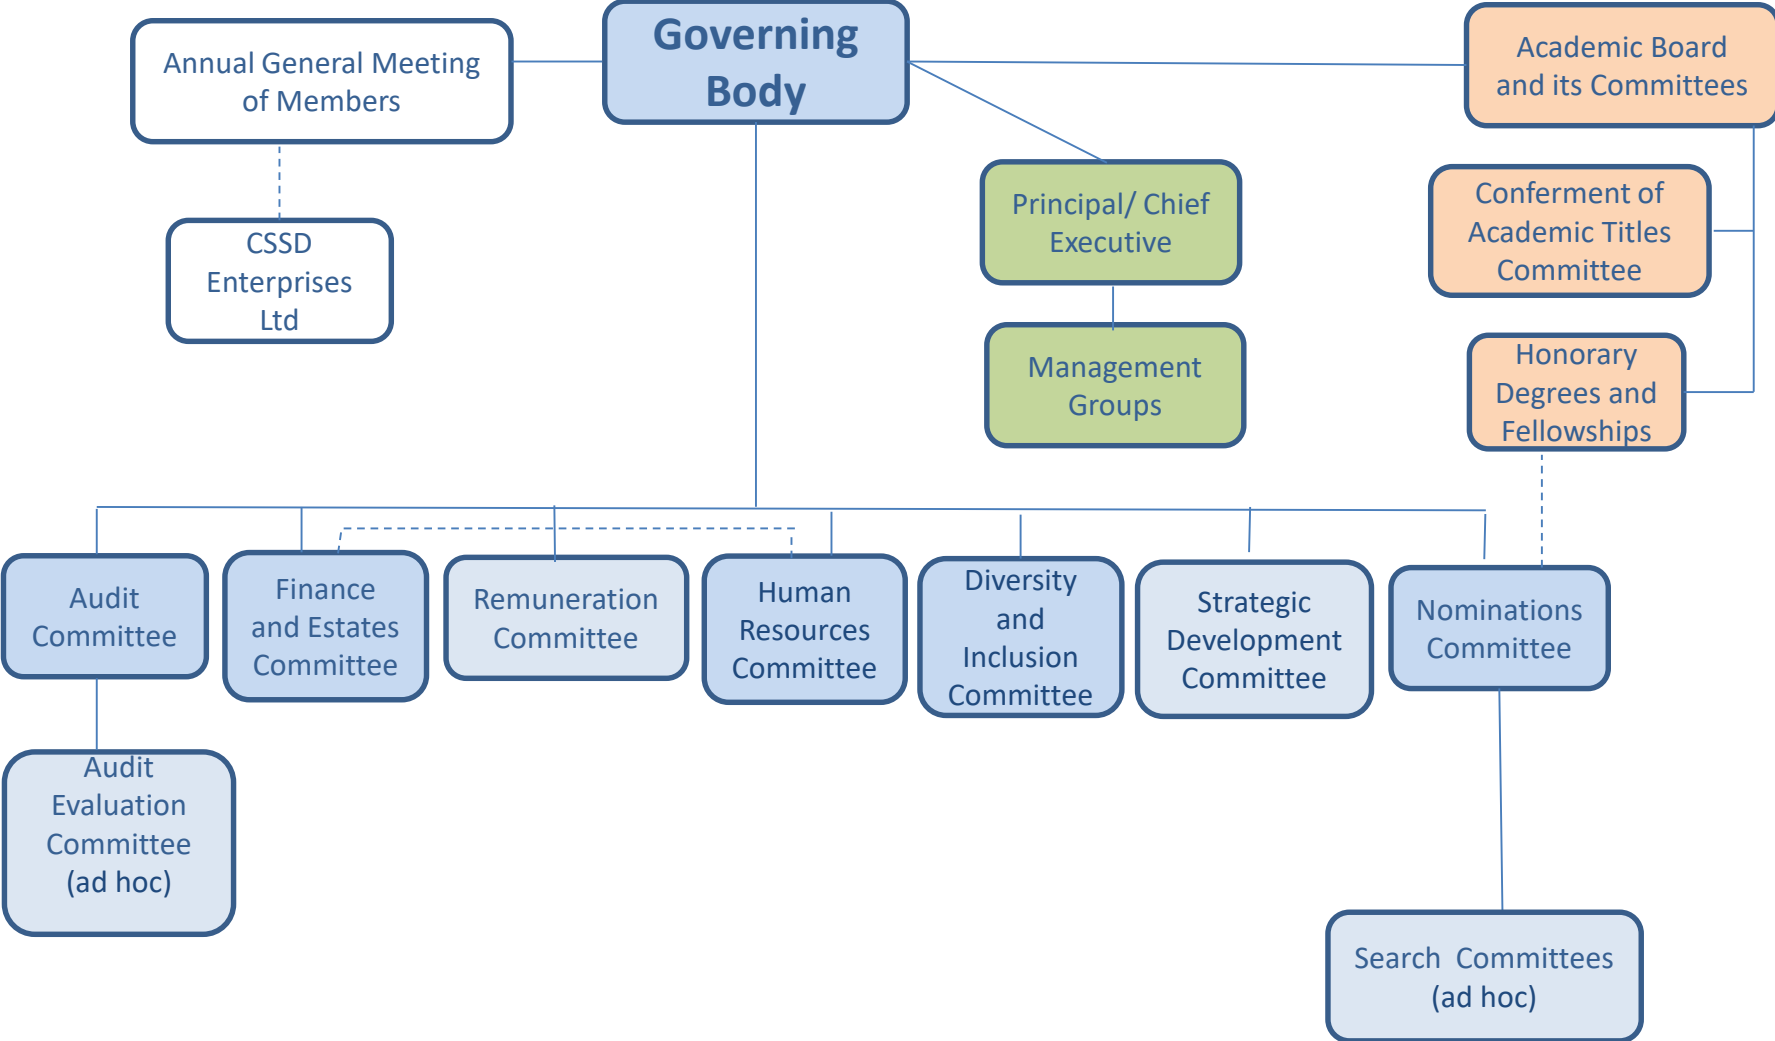 Governing
Body
Annual General Meeting
of Members
Academic Board
and its Committees
CSSD
Enterprises
Ltd
Principal/ Chief
Executive
Conferment of
Academic Titles
Committee
Management
Groups
Honorary
Degrees and
Fellowships
Audit
Committee
Finance
and Estates
Committee
Remuneration
Committee
Human
Resources
Committee
Diversity
and
Inclusion
Committee
Strategic
Development
Committee
Nominations
Committee
Audit
Evaluation
Committee
(ad hoc)
Search Committees
(ad hoc)